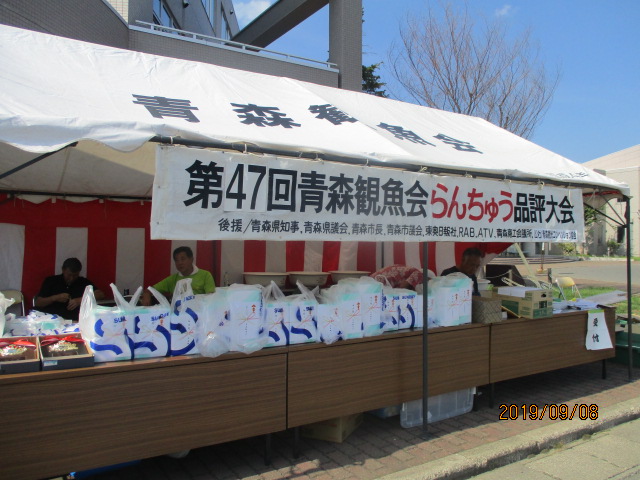 青森観魚会
第47回青森観魚会らんちゅう品評大会
後援/青森県知事、青森県議会、青森市長、青森市議会、東奥日報社、RAB、ATV、青森商工会議所、
受付
2019/09/08